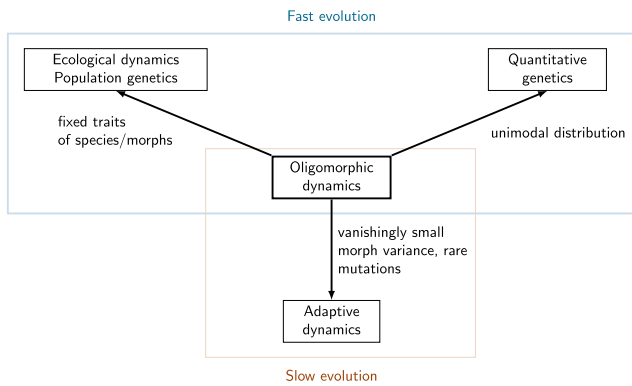 Fast evolution
Ecological dynamics
Population genetics
Quantitative
genetics
fixed traits
of species/morphs
unimodal distribution
Oligomorphic
dynamics
vanishingly small
morph variance, rare
mutations
Adaptive
dynamics
Slow evolution